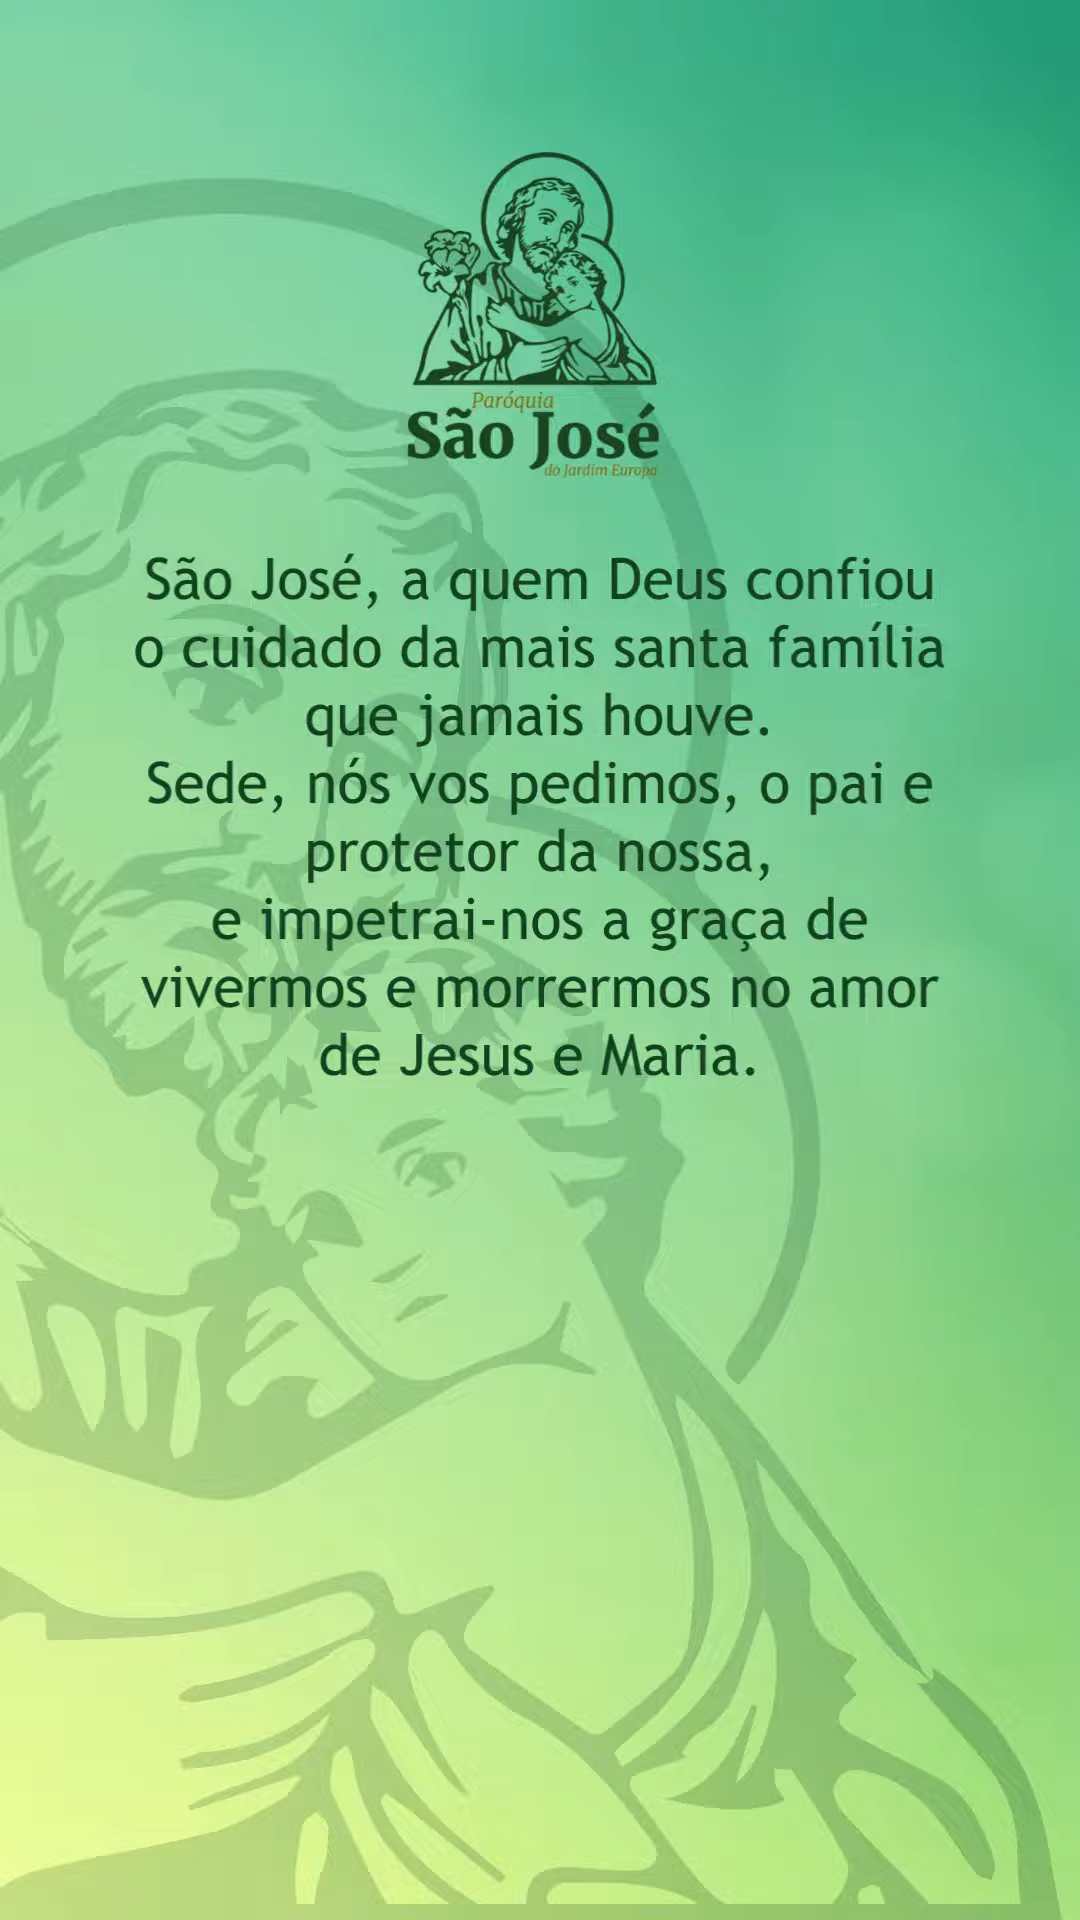 Paróquia
São José
do Jardim Europa
São José, a quem Deus confiou
o cuidado da mais santa família
que jamais houve.
Sede, nós vos pedimos, o pai e
protetor da nossa,
e impetrai-nos a graça de
vivermos e morrermos no amor
de Jesus e Maria.